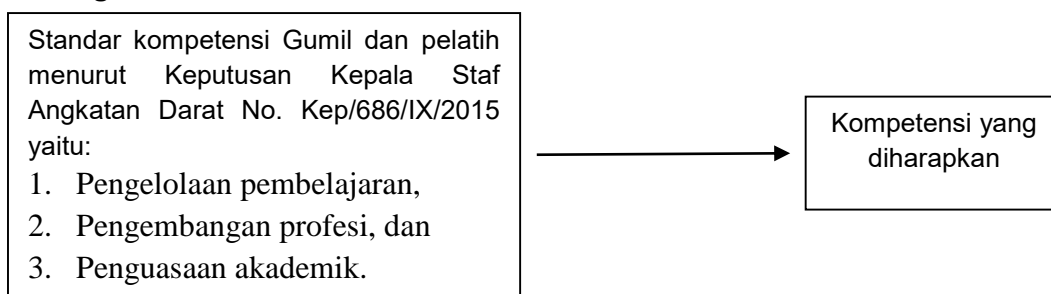 Standar kompetensi Gumil dan pelatih
menurut Keputusan Kepala Staf
Angkatan Darat No. Kep/686/IX/2015
yaitu:
1. Pengelolaan pembelajaran,
2. Pengembangan profesi, dan
3. Penguasaan akademik.
Kompetensi yang
diharapkan